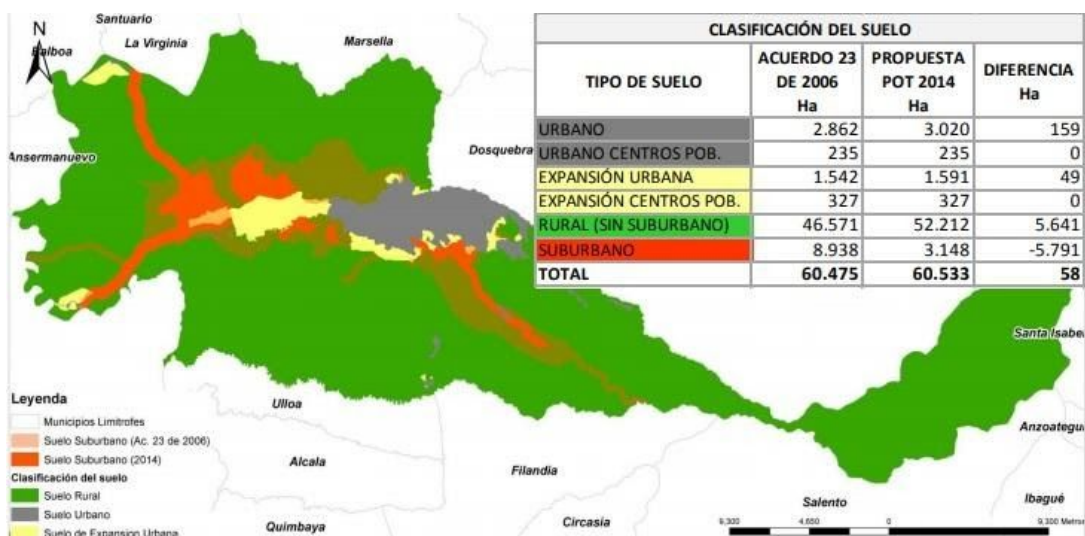 Santuario
La Virginia
Marsella
N
Balboa
Ansermanuevo
Dosquebra
CLASIFICACIÓN DEL SUELO
TIPO DE SUELO ACUERDO 23 DE 2006 Ha PROPUESTA POT 2014 Ha DIFERENCIA Ha
URBANO 2.862 3.020 159
URBANO CENTROS POB. 235 235 0
EXPANSIÓN URBANA 1.542 1.591 49
EXPANSIÓN CENTROS POB. 327 327 0
RURAL (SIN SUBURBANO) 46.571 52.212 5.641
SUBURBANO 8.938 3.148 -5.791
TOTAL 60.475 60.533 58
Santa Isabe
Leyenda
Municipios Limitrofes
Suelo Suburbano (Ac. 23 de 2006)
Suelo Suburbano (2014)
Clasificación del suelo
Suelo Rural
Suelo Urbano
Suelo de Expansion Urbana
Ulloa
Alcala
Quimbaya
Filandia
Circasia
Salento
Anzoategu
Ibagué
9,300 4,650 0 9,300 Metros